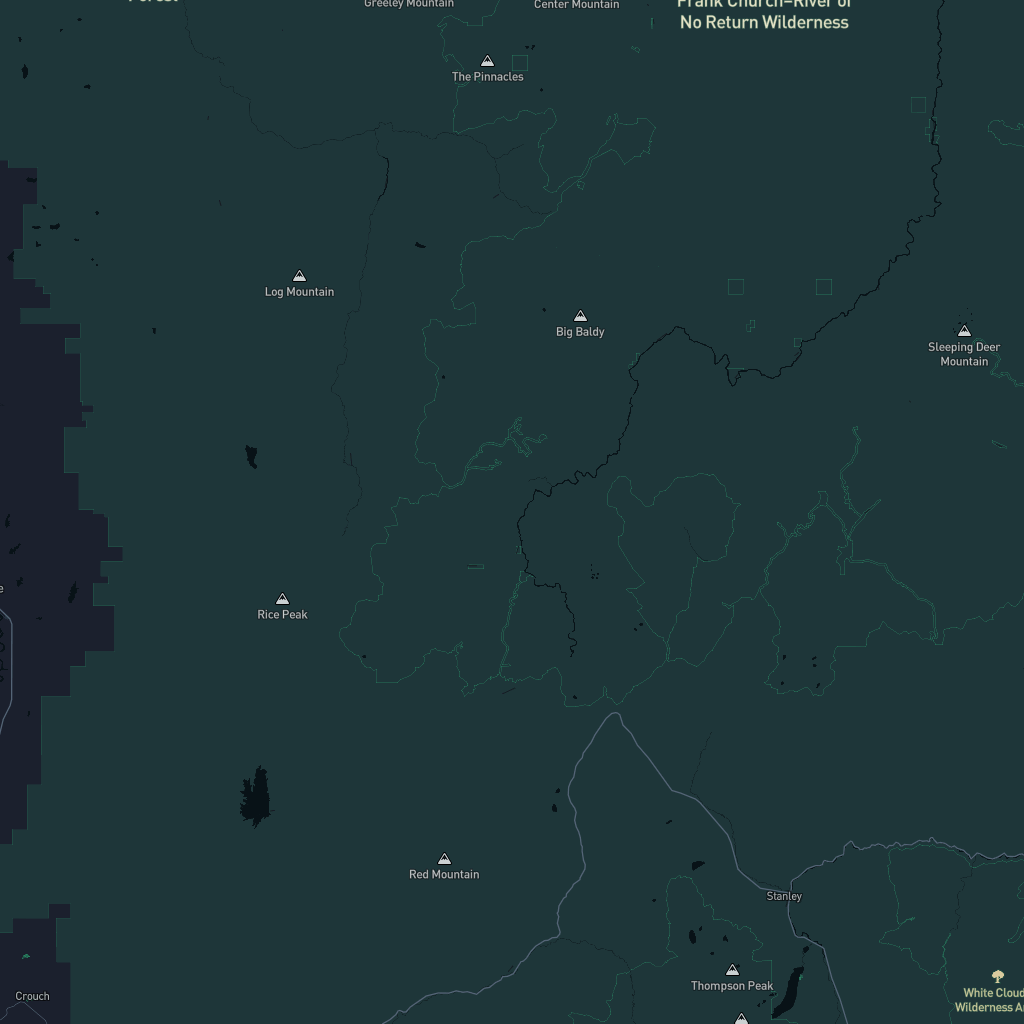 Forest
Greeley Mountain
Center Mountain
Frank Church–River of
No Return Wilderness
The Pinnacles
Log Mountain
Big Baldy
Sleeping Deer
Mountain
Rice Peak
Red Mountain
Stanley
Thompson Peak
Crouch
White Cloud
Wilderness A